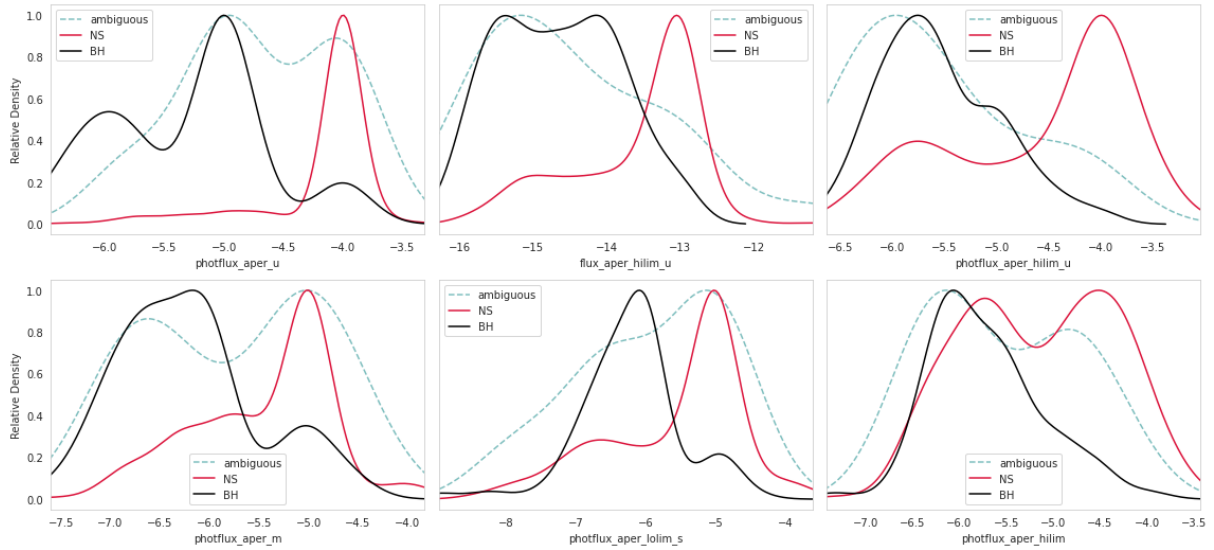 Relative Density
1.0
0.8
0.6
0.4
0.2
0.0
ambiguous
NS
BH
−6.0 −5.5 −5.0 −4.5 −4.0 −3.5
photflux_aper_u
ambiguous
NS
BH
−16 −15 −14 −13 −12
flux_aper_hilim_u
ambiguous
NS
BH
−6.5 −6.0 −5.5 −5.0 −4.5 −4.0 −3.5
photflux_aper_hilim_u
Relative Density
1.0
0.8
0.6
0.4
0.2
0.0
ambiguous
NS
BH
−7.5 −7.0 −6.5 −6.0 −5.5 −5.0 −4.5 −4.0
photflux_aper_m
ambiguous
NS
BH
−8 −7 −6 −5 −4
photflux_aper_lolim_s
ambiguous
NS
BH
−7.0 −6.5 −6.0 −5.5 −5.0 −4.5 −4.0 −3.5
photflux_aper_hilim